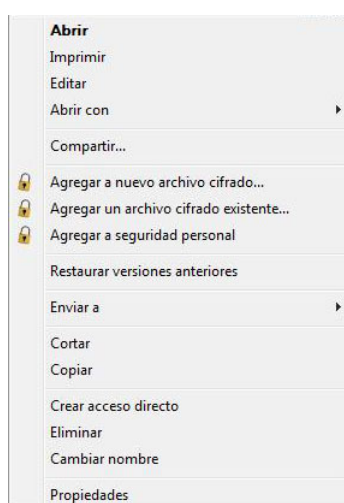 Abrir
Imprimir
Editar
Abrir con
Compartir...
Agregar a nuevo archivo cifrado...
Agregar un archivo cifrado existente...
Agregar a seguridad personal
Restaurar versiones anteriores
Enviar a
Cortar
Copiar
Crear acceso directo
Eliminar
Cambiar nombre
Propiedades